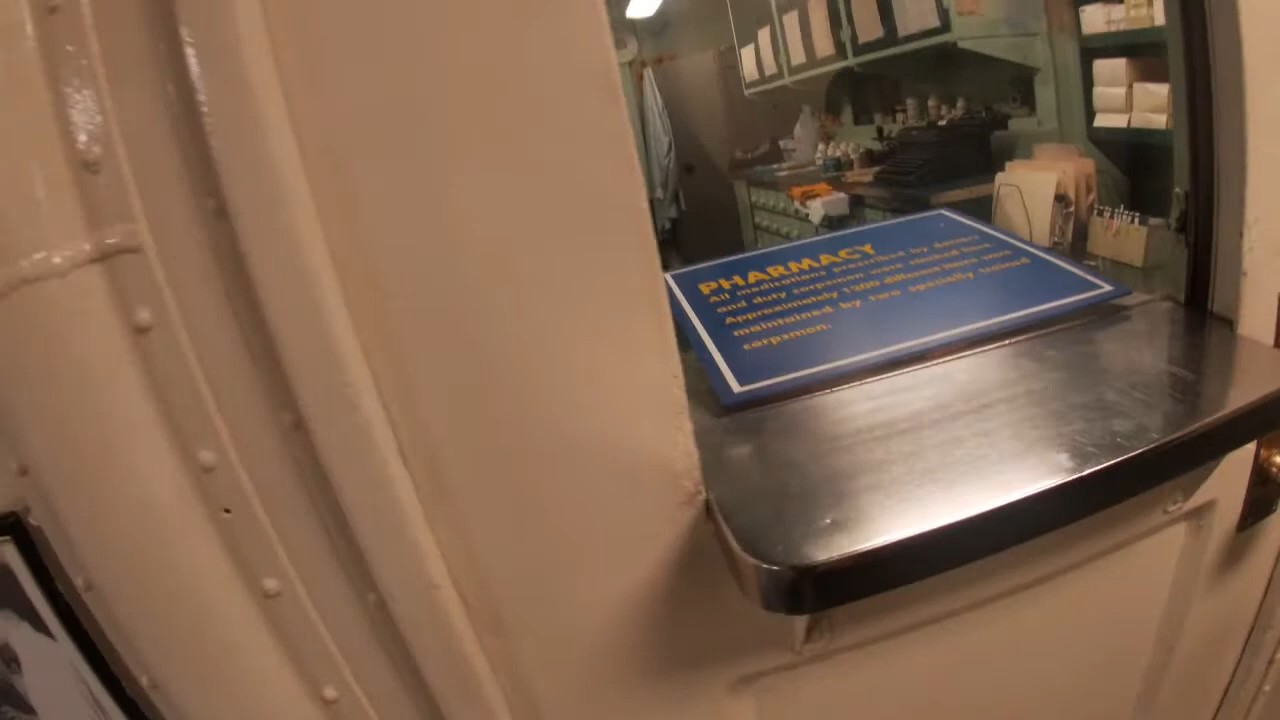 PHARMACY
All medications prescribed by doctors
and duty corpsmen were stocked here.
Approximately 1200 different items were
maintained by two specially trained
corpsmen.